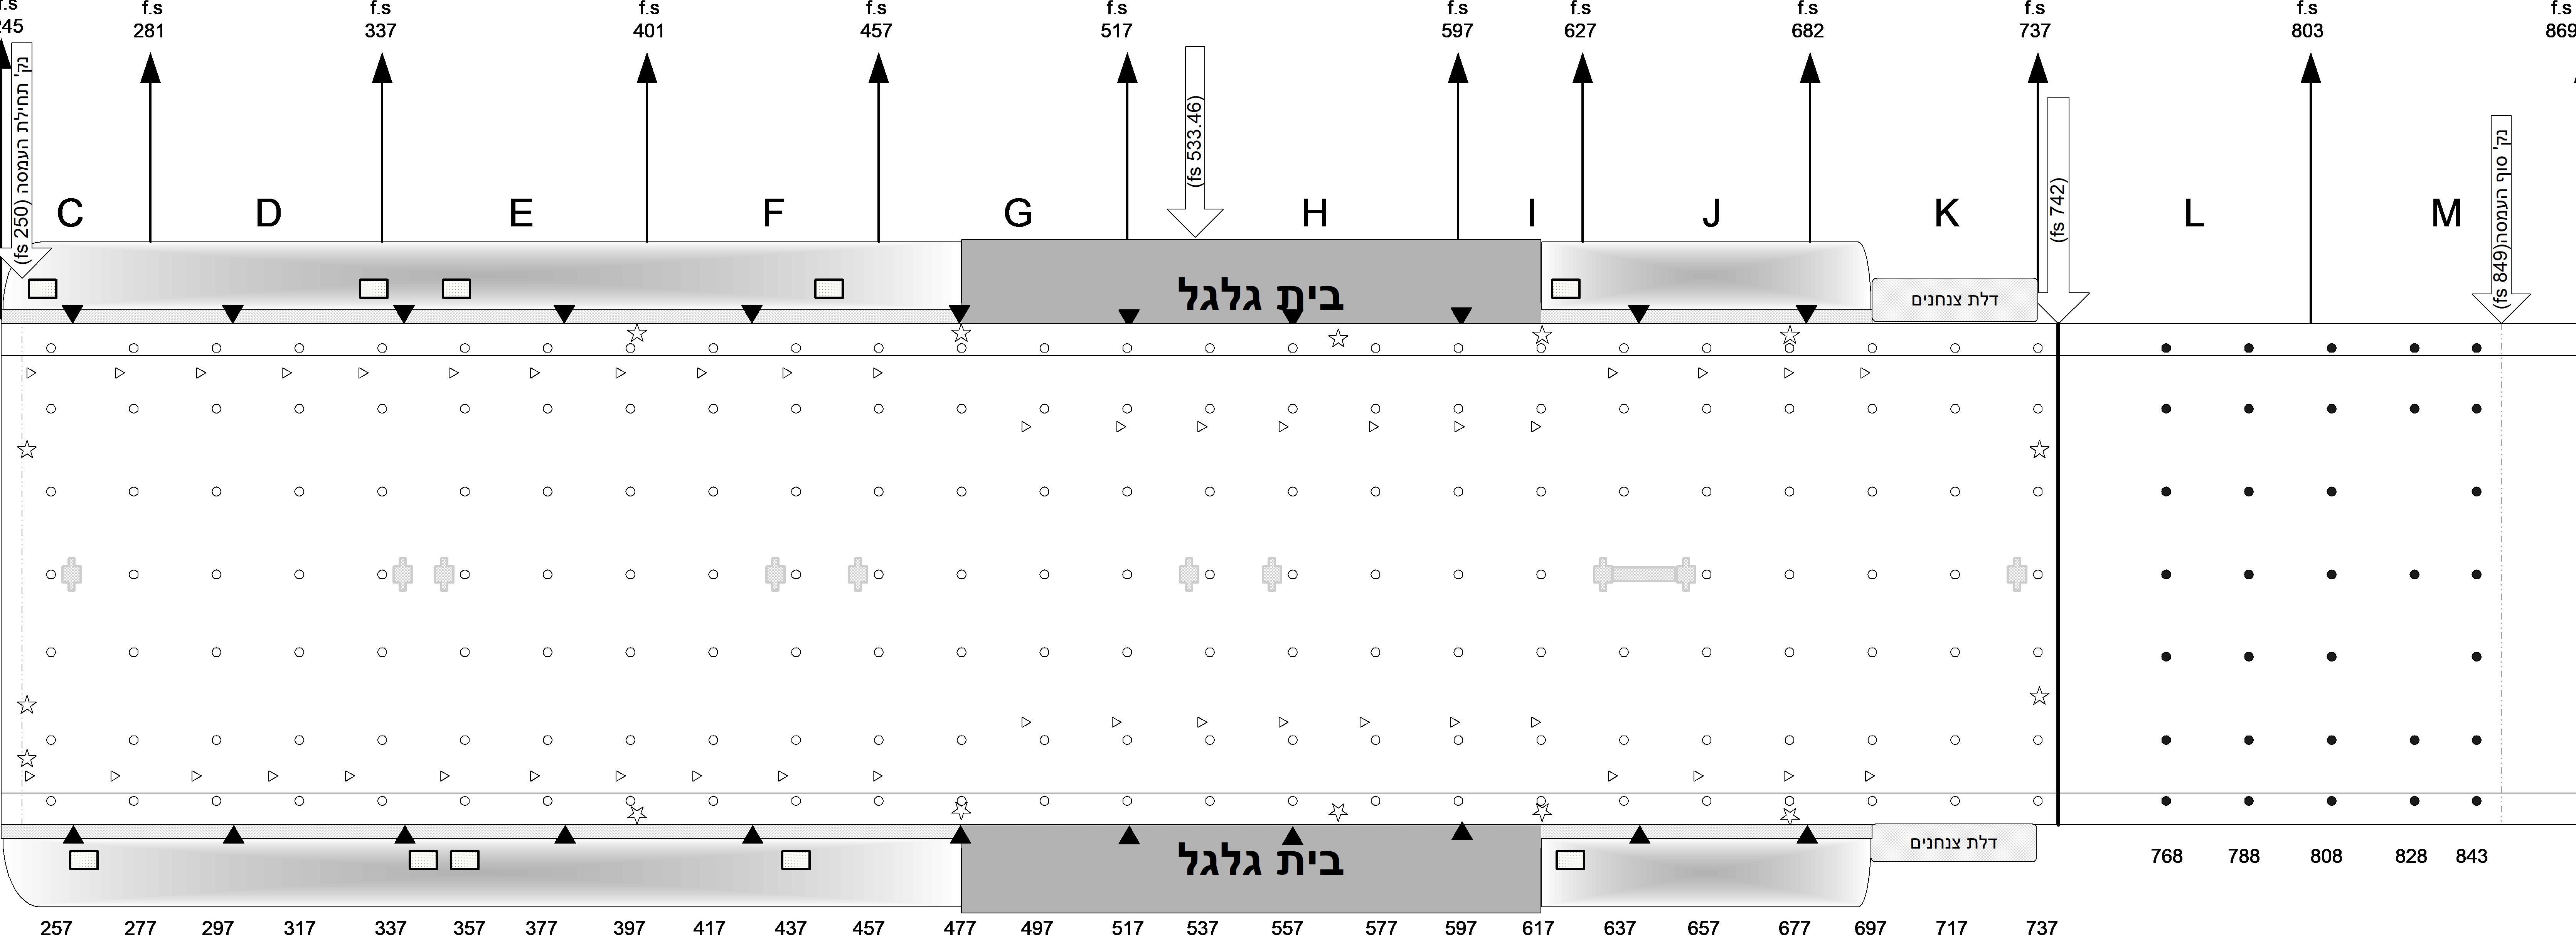 f.s f.s f.s f.s f.s f.s f.s f.s f.s f.s f.s f.s
245 281 337 401 457 517 597 627 682 737 803 869
נק' תחילת העמסה (fs 250)
(fs 533.46)
(fs 742)
נק' סוף העמסה(fs 849)
C D E F G H I J K L M
בית גלגל
דלת צנחנים
בית גלגל
דלת צנחנים
768 788 808 828 843
257 277 297 317 337 357 377 397 417 437 457 477 497 517 537 557 577 597 617 637 657 677 697 717 737